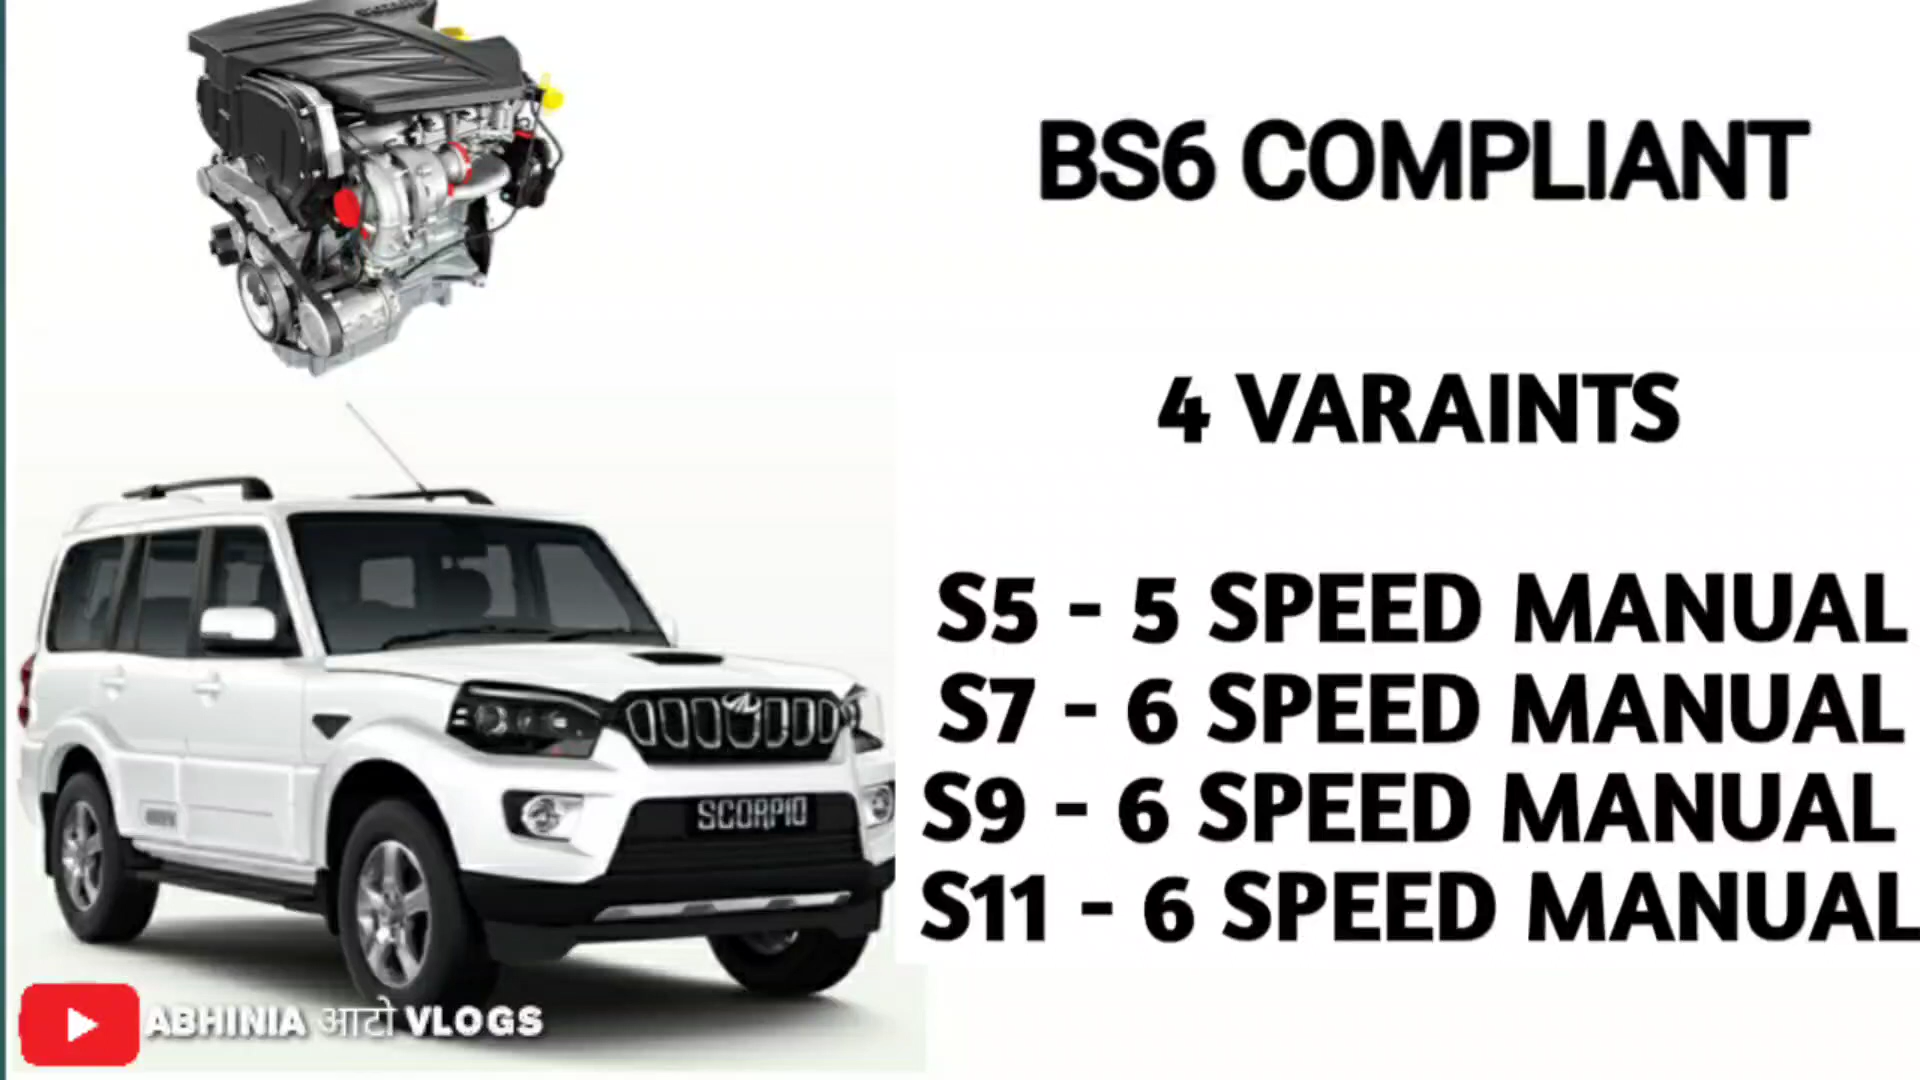 BS6 COMPLIANT
4 VARAINTS
S5 - 5 SPEED MANUAL
S7 - 6 SPEED MANUAL
S9 - 6 SPEED MANUAL
S11 - 6 SPEED MANUAL
SCORPIO
ABHINIA आटो VLOGS